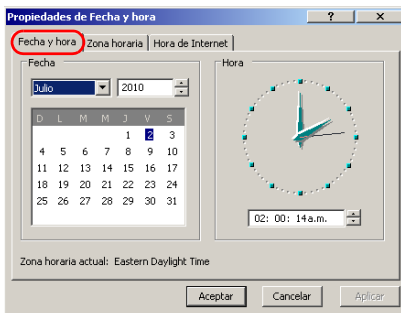 Propiedades de Fecha y hora
? X
Fecha y hora Zona horaria Hora de Internet
Fecha
Julio 2010
D L M M J V S
1 2 3
4 5 6 7 8 9 10
11 12 13 14 15 16 17
18 19 20 21 22 23 24
25 26 27 28 29 30 31
Hora
02: 00: 14a.m.
Zona horaria actual: Eastern Daylight Time
Aceptar Cancelar Aplicar